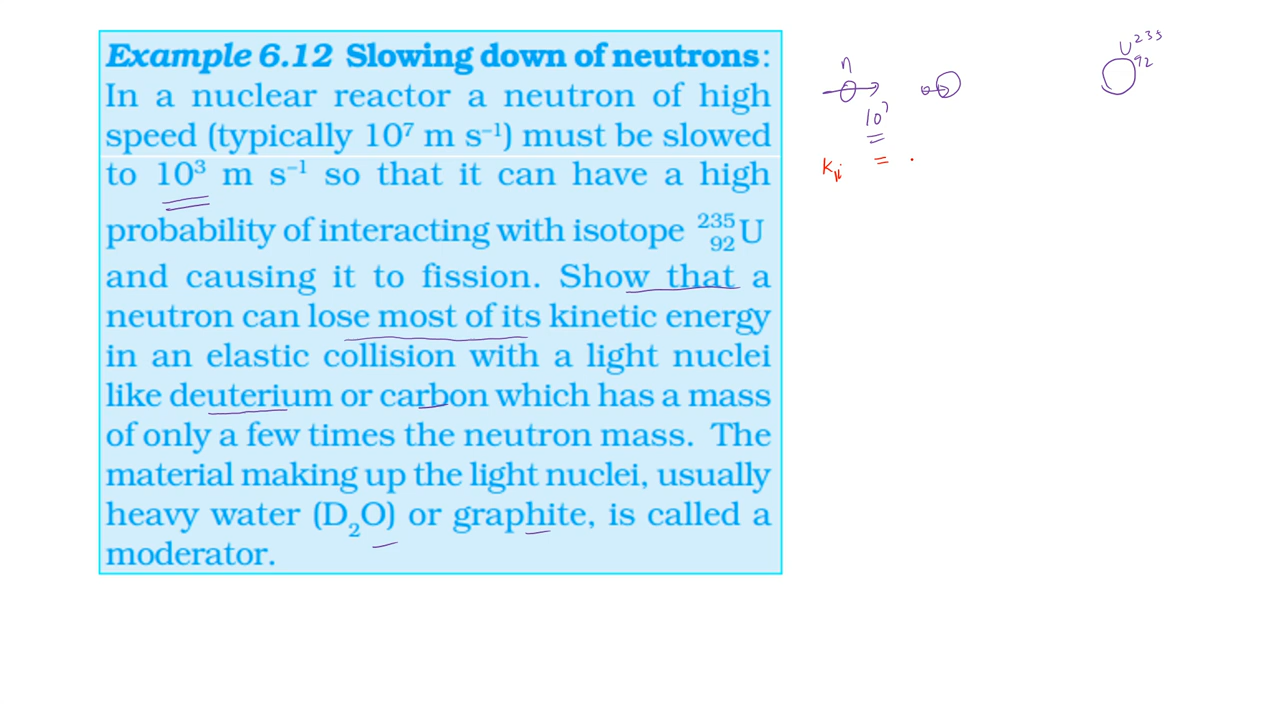 Example 6.12 Slowing down of neutrons:
In a nuclear reactor a neutron of high
speed (typically 10⁷ m s⁻¹) must be slowed
to 10³ m s⁻¹ so that it can have a high
probability of interacting with isotope ²³⁵₉₂U
and causing it to fission. Show that a
neutron can lose most of its kinetic energy
in an elastic collision with a light nuclei
like deuterium or carbon which has a mass
of only a few times the neutron mass. The
material making up the light nuclei, usually
heavy water (D₂O) or graphite, is called a
moderator.
n
10⁷
U²³⁵
92
=